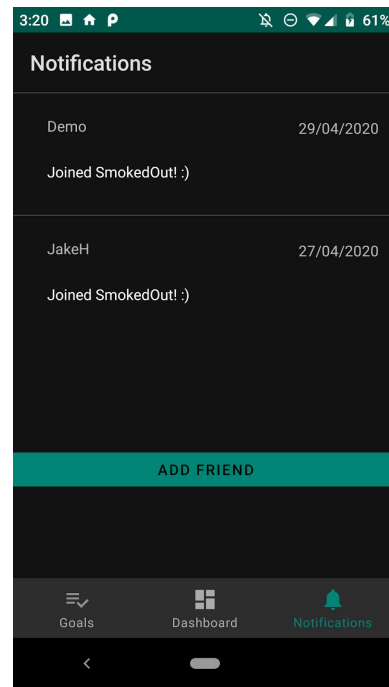 3:20 61%
Notifications
Demo 29/04/2020
Joined SmokedOut! :)
JakeH 27/04/2020
Joined SmokedOut! :)
ADD FRIEND
Goals Dashboard Notifications